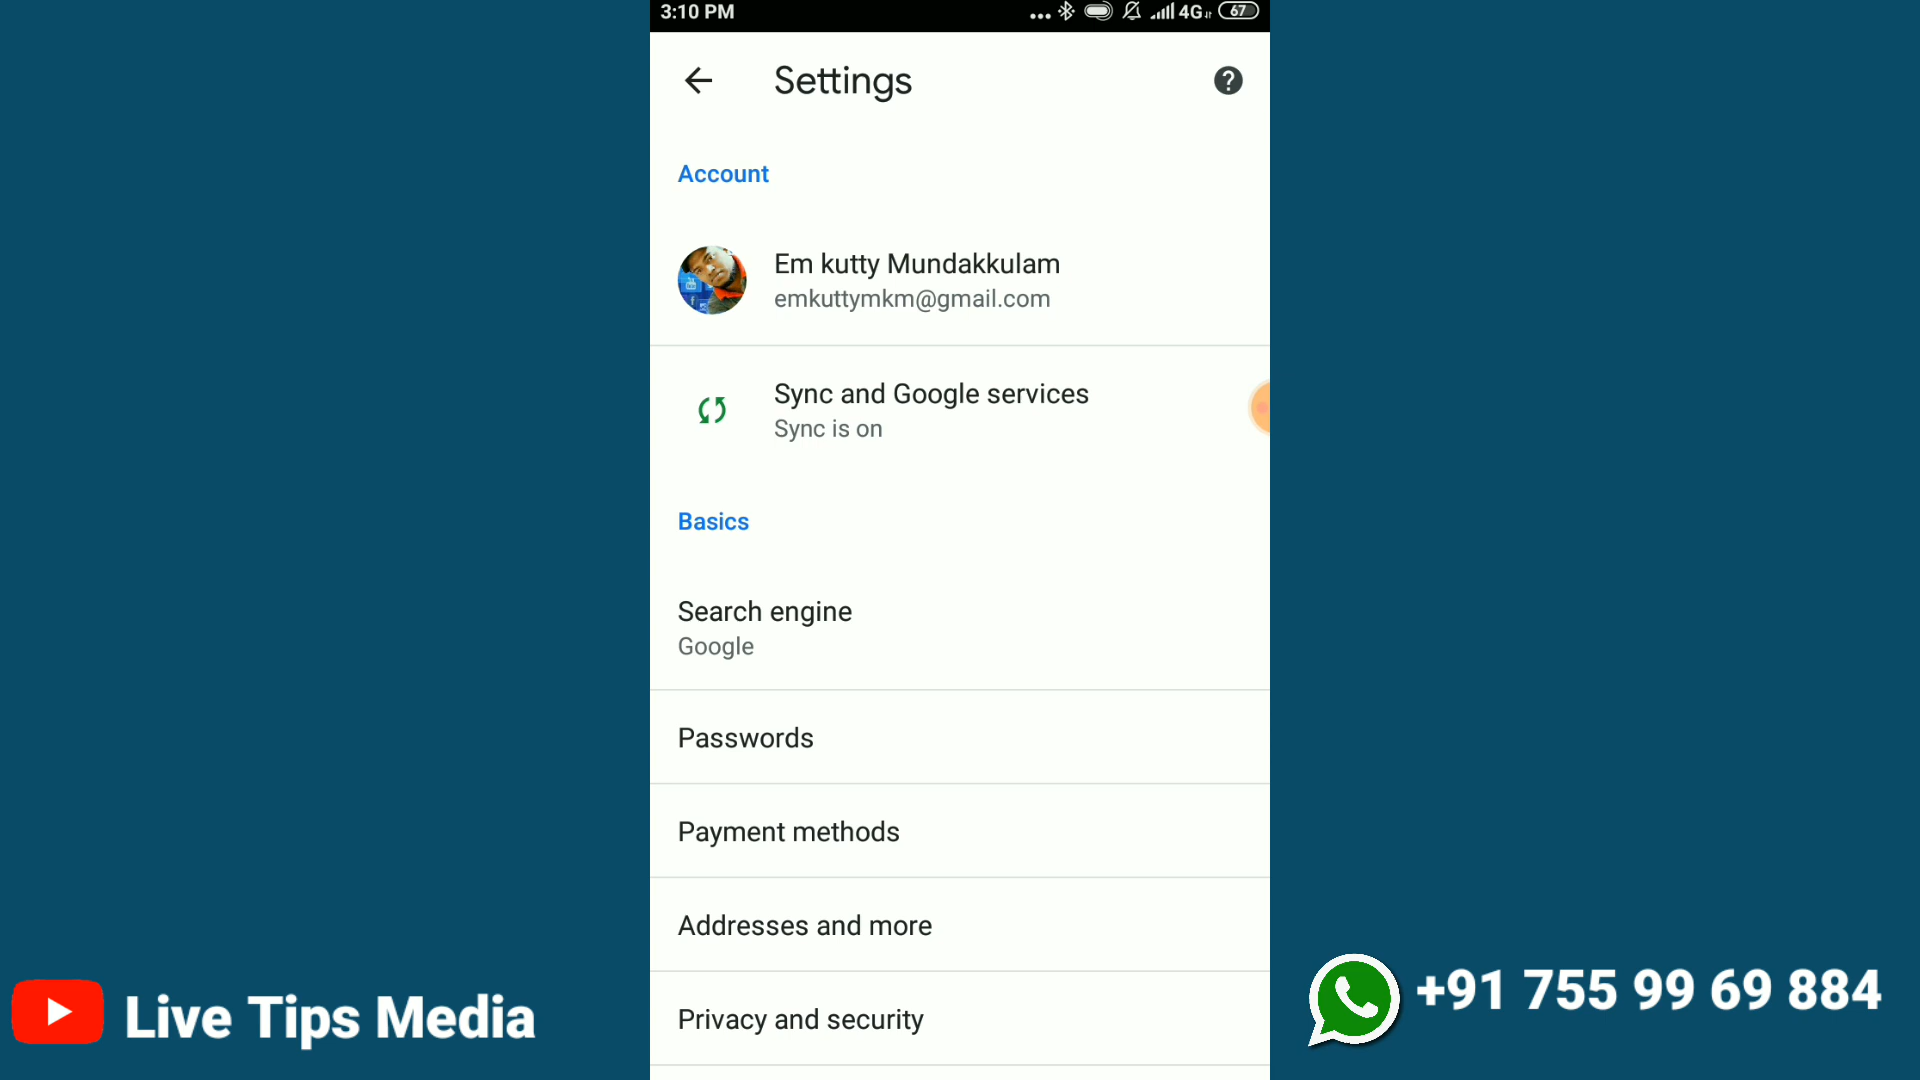 3:10 PM
4G
67
Settings
Account
Em kutty Mundakkulam
emkuttymkm@gmail.com
Sync and Google services
Sync is on
Basics
Search engine
Google
Passwords
Payment methods
Addresses and more
Privacy and security
Live Tips Media
+91 755 99 69 884